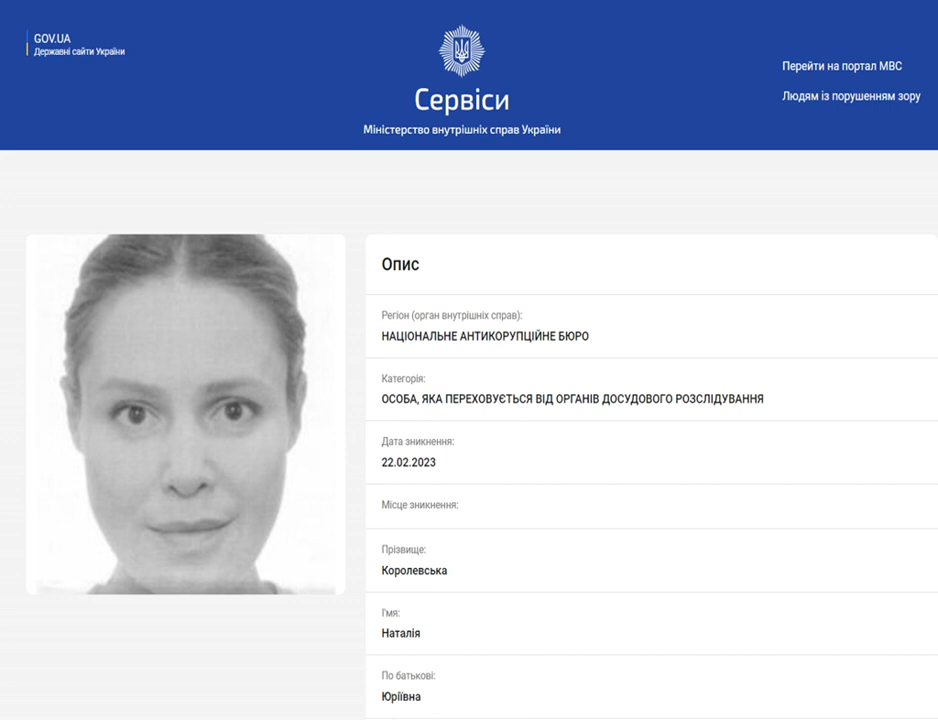 GOV.UA
Державні сайти України
Сервіси
Міністерство внутрішніх справ України
Перейти на портал МВС
Людям із порушенням зору
Опис
Регіон (орган внутрішніх справ):
НАЦІОНАЛЬНЕ АНТИКОРУПЦІЙНЕ БЮРО
Категорія:
ОСОБА, ЯКА ПЕРЕХОВУЄТЬСЯ ВІД ОРГАНІВ ДОСУДОВОГО РОЗСЛІДУВАННЯ
Дата зникнення:
22.02.2023
Місце зникнення:
Прізвище:
Королевська
І'мя:
Наталія
По батькові:
Юріївна